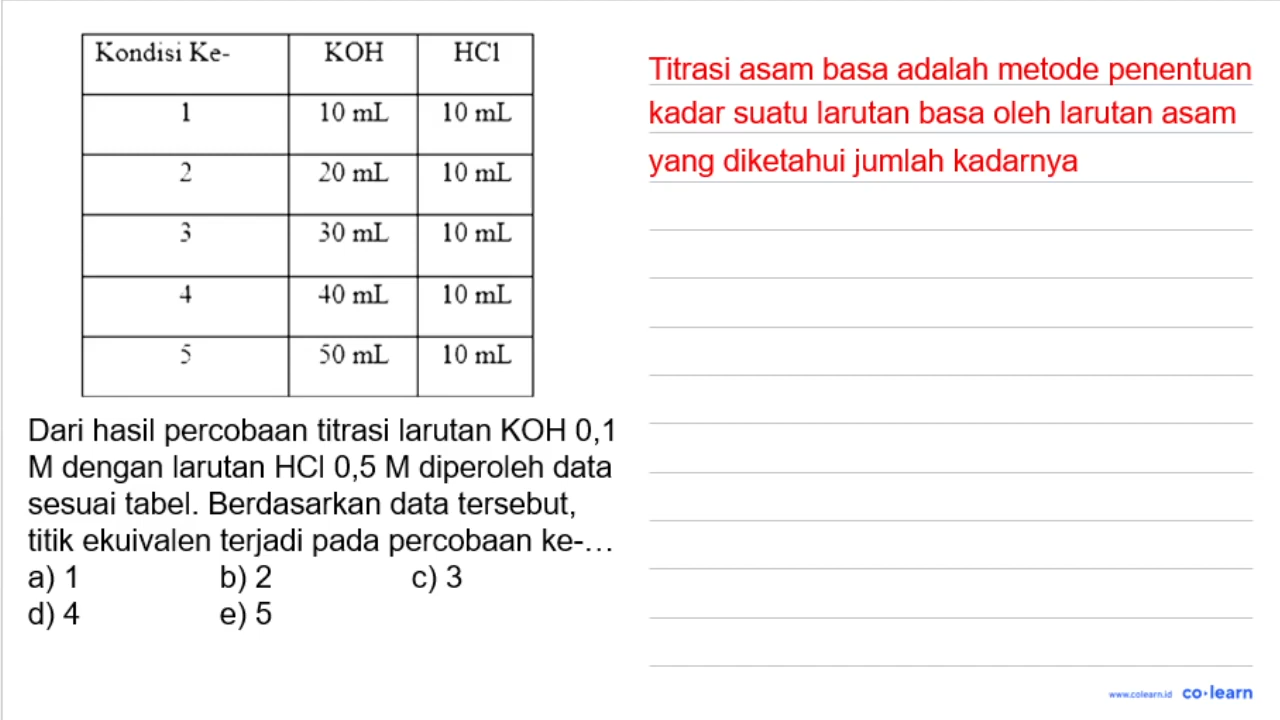 Kondisi Ke- KOH HCl
1 10 mL 10 mL
2 20 mL 10 mL
3 30 mL 10 mL
4 40 mL 10 mL
5 50 mL 10 mL
Dari hasil percobaan titrasi larutan KOH 0,1
M dengan larutan HCl 0,5 M diperoleh data
sesuai tabel. Berdasarkan data tersebut,
titik ekuivalen terjadi pada percobaan ke-…
a) 1 b) 2 c) 3
d) 4 e) 5
Titrasi asam basa adalah metode penentuan
kadar suatu larutan basa oleh larutan asam
yang diketahui jumlah kadarnya
www.colearn.id co·learn